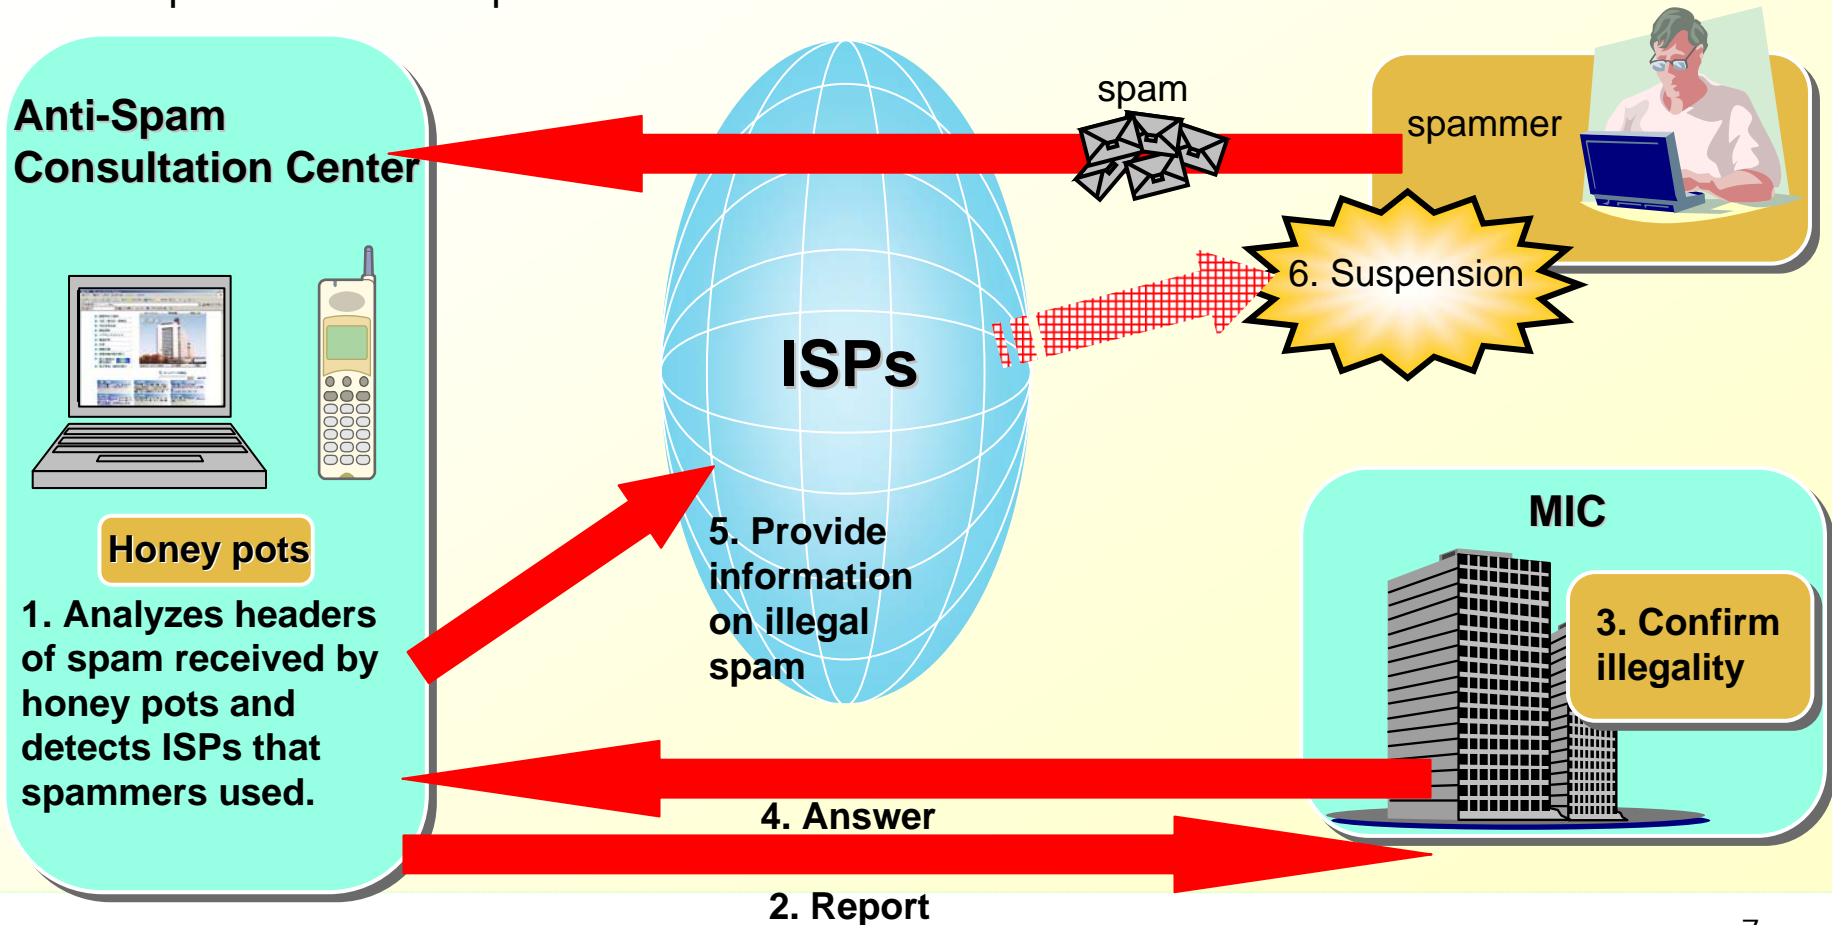 Anti-Spam
Consultation Center
spam
spammer
6. Suspension
ISPs
Honey pots
1. Analyzes headers
of spam received by
honey pots and
detects ISPs that
spammers used.
5. Provide
information
on illegal
spam
MIC
3. Confirm
illegality
4. Answer
2. Report